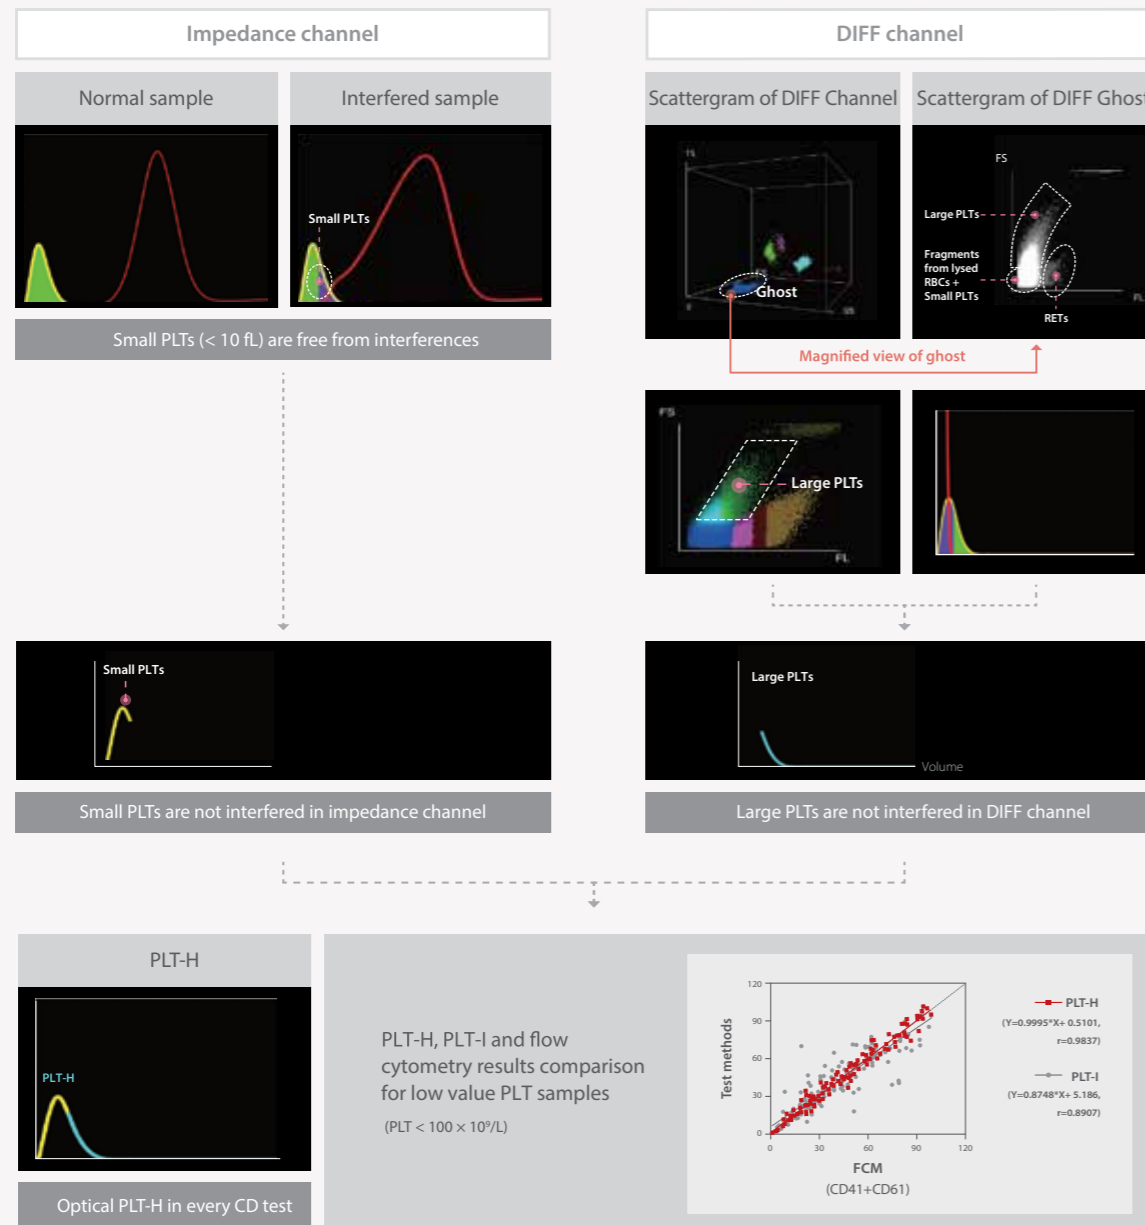 Impedance channel
DIFF channel
Normal sample
Interfered sample
Scattergram of DIFF Channel
Scattergram of DIFF Ghost
Small PLTs
Ghost
FS
Large PLTs
Fragments
from lysed
RBCs +
Small PLTs
RETs
FL
Small PLTs (< 10 fL) are free from interferences
Magnified view of ghost
FS
Large PLTs
FL
Small PLTs
Large PLTs
Volume
Small PLTs are not interfered in impedance channel
Large PLTs are not interfered in DIFF channel
PLT-H
PLT-H
Optical PLT-H in every CD test
PLT-H, PLT-I and flow
cytometry results comparison
for low value PLT samples
(PLT < 100 × 10⁹/L)
Test methods
120
90
60
30
0
0
30
60
90
120
FCM
(CD41+CD61)
PLT-H
(Y=0.9995*X+ 0.5101,
r=0.9837)
PLT-I
(Y=0.8748*X+ 5.186,
r=0.8907)